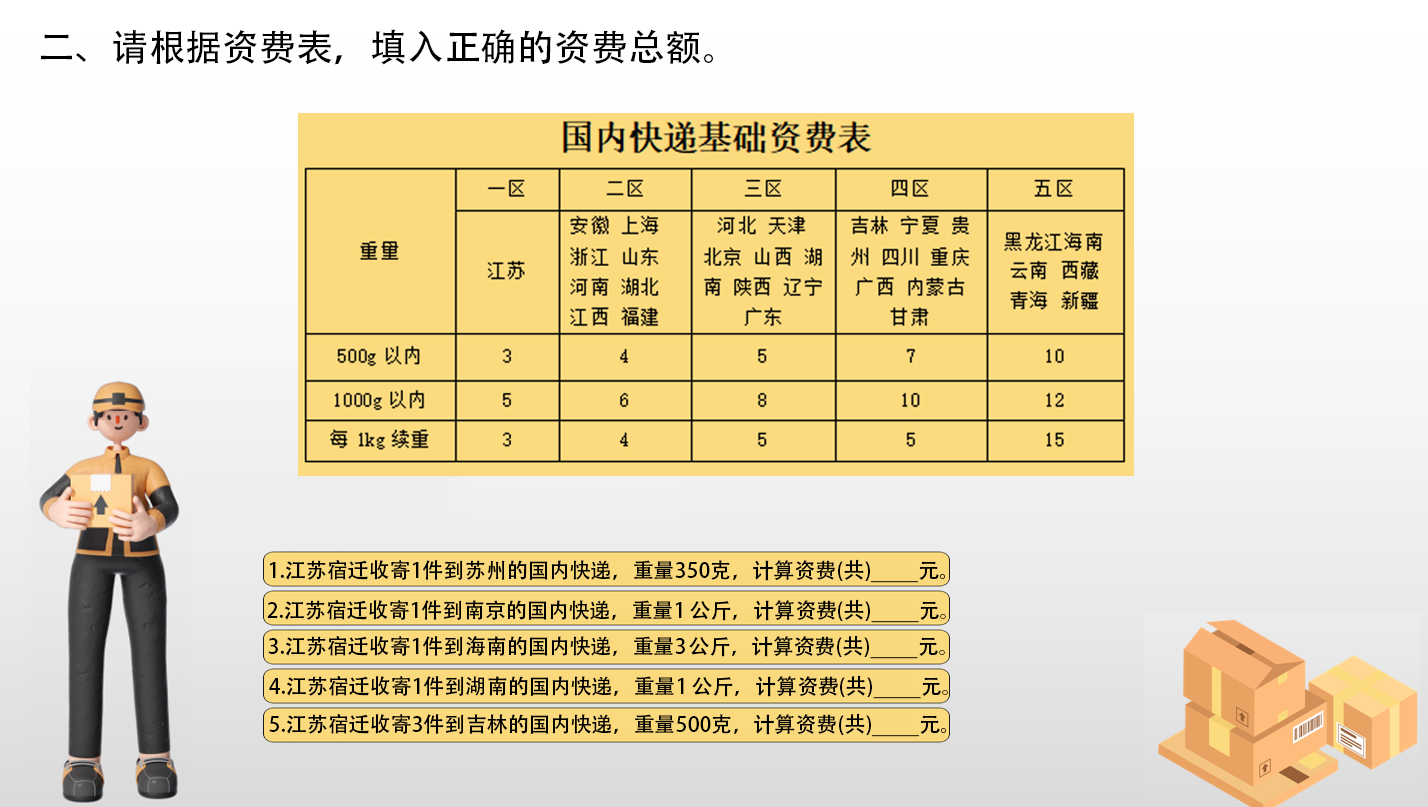 二、请根据资费表，填入正确的资费总额。
国内快递基础资费表
重量 一区 二区 三区 四区 五区
江苏
安徽 上海
浙江 山东
河南 湖北
江西 福建
河北 天津
北京 山西 湖
南 陕西 辽宁
广东
吉林 宁夏 贵
州 四川 重庆
广西 内蒙古
甘肃
黑龙江海南
云南 西藏
青海 新疆
500g 以内 3 4 5 7 10
1000g 以内 5 6 8 10 12
每 1kg 续重 3 4 5 5 15
1.江苏宿迁收寄1件到苏州的国内快递，重量350克，计算资费(共)____元。
2.江苏宿迁收寄1件到南京的国内快递，重量1公斤，计算资费(共)____元。
3.江苏宿迁收寄1件到海南的国内快递，重量3公斤，计算资费(共)____元。
4.江苏宿迁收寄1件到湖南的国内快递，重量1公斤，计算资费(共)____元。
5.江苏宿迁收寄3件到吉林的国内快递，重量500克，计算资费(共)____元。